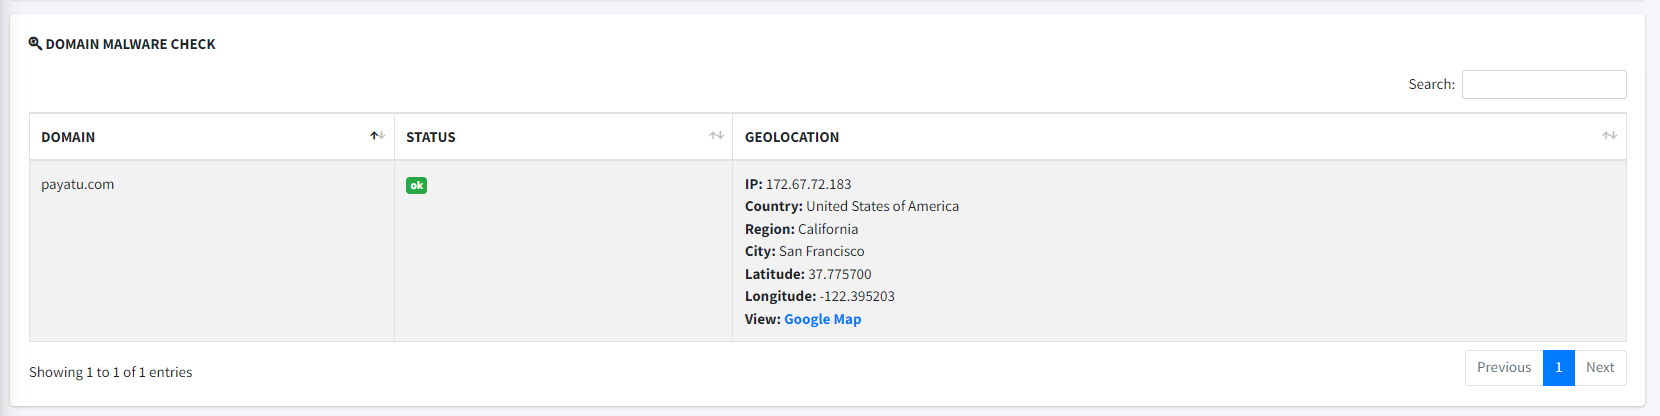 DOMAIN MALWARE CHECK
Search:
DOMAIN STATUS GEOLOCATION
payatu.com ok IP: 172.67.72.183
Country: United States of America
Region: California
City: San Francisco
Latitude: 37.775700
Longitude: -122.395203
View: Google Map
Showing 1 to 1 of 1 entries Previous 1 Next